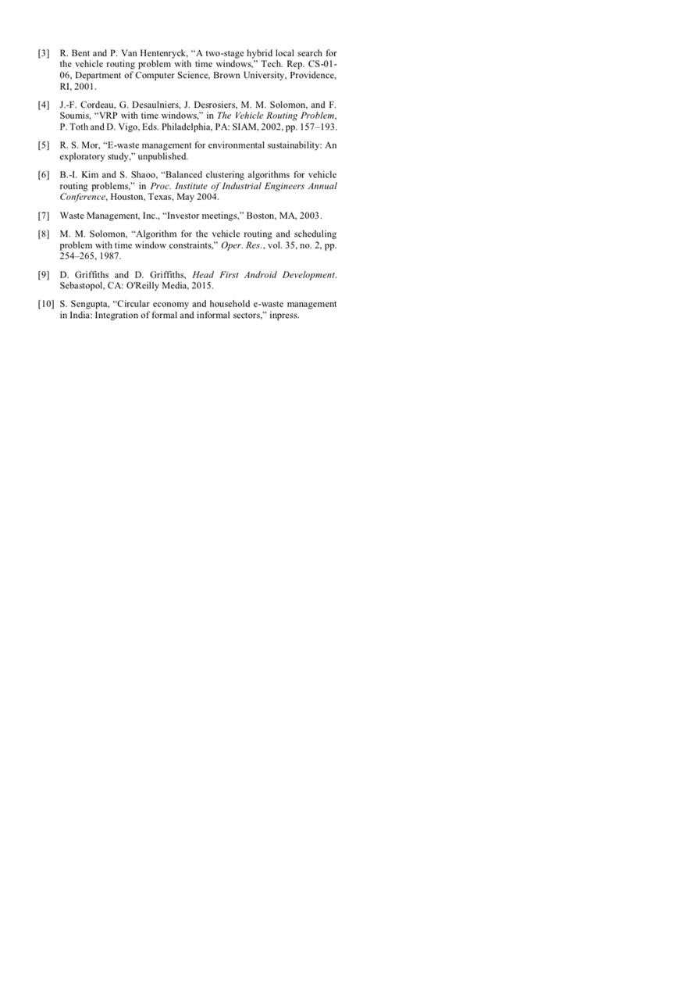 [3] R. Bent and P. Van Hentenryck, “A two-stage hybrid local search for
the vehicle routing problem with time windows,” Tech. Rep. CS-01-
06, Department of Computer Science, Brown University, Providence,
RI, 2001.
[4] J.-F. Cordeau, G. Desaulniers, J. Desrosiers, M. M. Solomon, and F.
Soumis, “VRP with time windows,” in The Vehicle Routing Problem,
P. Toth and D. Vigo, Eds. Philadelphia, PA: SIAM, 2002, pp. 157–193.
[5] R. S. Mor, “E-waste management for environmental sustainability: An
exploratory study,” unpublished.
[6] B.-I. Kim and S. Shaoo, “Balanced clustering algorithms for vehicle
routing problems,” in Proc. Institute of Industrial Engineers Annual
Conference, Houston, Texas, May 2004.
[7] Waste Management, Inc., “Investor meetings,” Boston, MA, 2003.
[8] M. M. Solomon, “Algorithm for the vehicle routing and scheduling
problem with time window constraints,” Oper. Res., vol. 35, no. 2, pp.
254–265, 1987.
[9] D. Griffiths and D. Griffiths, Head First Android Development.
Sebastopol, CA: O'Reilly Media, 2015.
[10] S. Sengupta, “Circular economy and household e-waste management
in India: Integration of formal and informal sectors,” inpress.